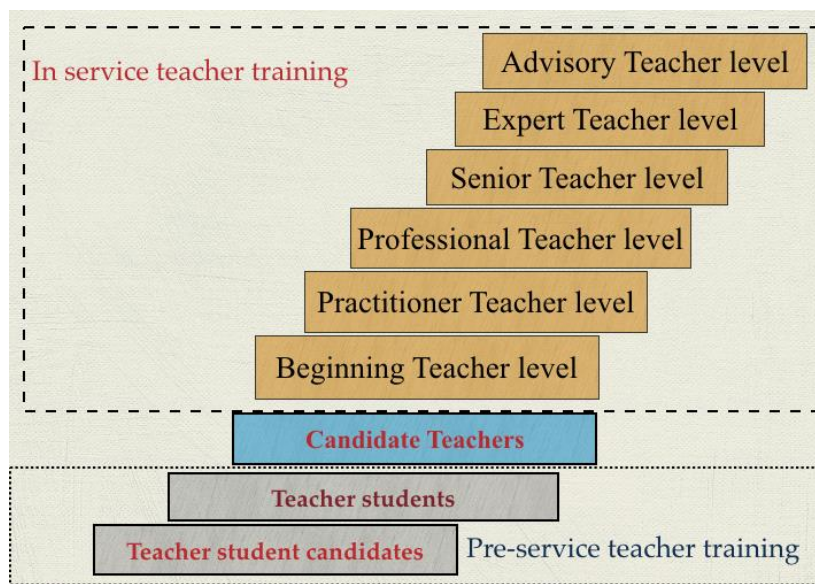 In service teacher training
Advisory Teacher level
Expert Teacher level
Senior Teacher level
Professional Teacher level
Practitioner Teacher level
Beginning Teacher level
Candidate Teachers
Teacher students
Teacher student candidates
Pre-service teacher training